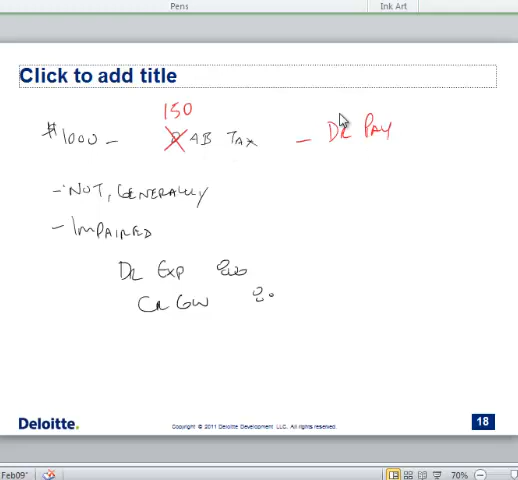 Pens Ink Art
Click to add title
150
$1000 - AB TAX - DR PAY
- NOT, GENERALLY
- IMPAIRED
DR EXP
CR GW
Deloitte. Copyright © 2011 Deloitte Development LLC. All rights reserved. 18
Feb09" 70%